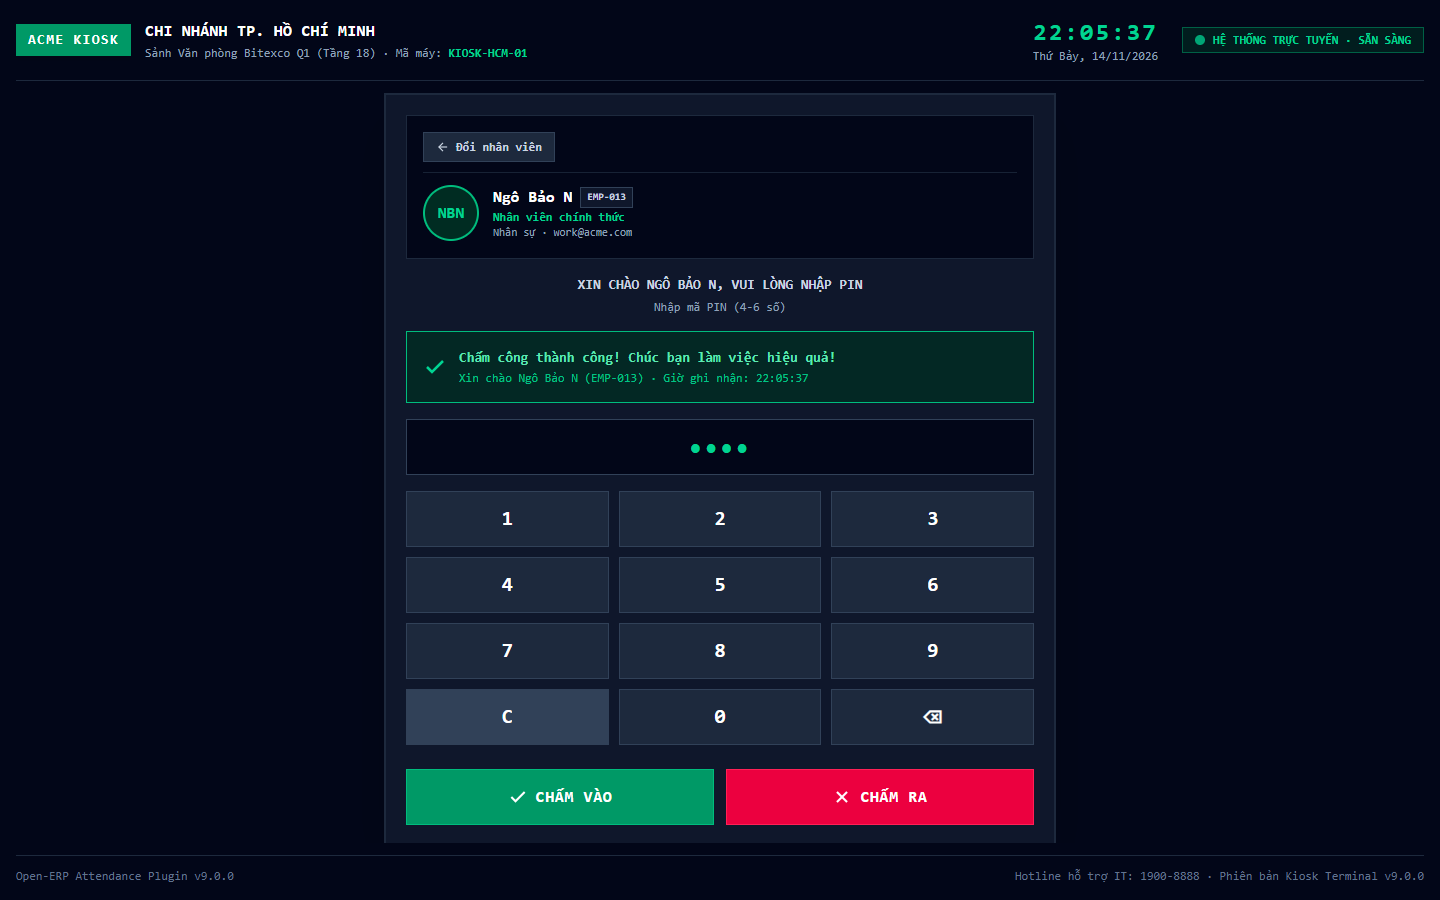 ACME KIOSK
CHI NHÁNH TP. HỒ CHÍ MINH
Sảnh Văn phòng Bitexco Q1 (Tầng 18) · Mã máy: KIOSK-HCM-01
22:05:37
Thứ Bảy, 14/11/2026
HỆ THỐNG TRỰC TUYẾN · SẴN SÀNG
← Đổi nhân viên
NBN
Ngô Bảo N EMP-013
Nhân viên chính thức
Nhân sự · work@acme.com
XIN CHÀO NGÔ BẢO N, VUI LÒNG NHẬP PIN
Nhập mã PIN (4-6 số)
Chấm công thành công! Chúc bạn làm việc hiệu quả!
Xin chào Ngô Bảo N (EMP-013) · Giờ ghi nhận: 22:05:37
••••
1 2 3
4 5 6
7 8 9
C 0
CHẤM VÀO
CHẤM RA
Open-ERP Attendance Plugin v9.0.0
Hotline hỗ trợ IT: 1900-8888 · Phiên bản Kiosk Terminal v9.0.0